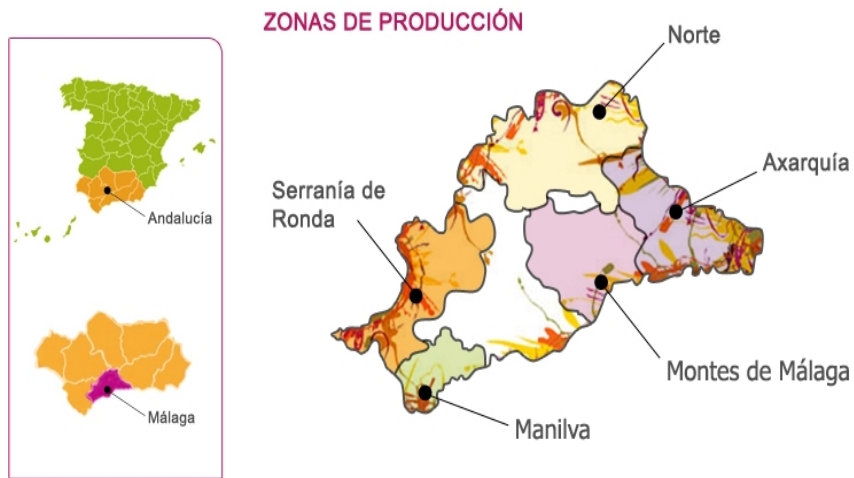 ZONAS DE PRODUCCIÓN
Norte
Axarquía
Serranía de
Ronda
Andalucía
Málaga
Montes de Málaga
Manilva